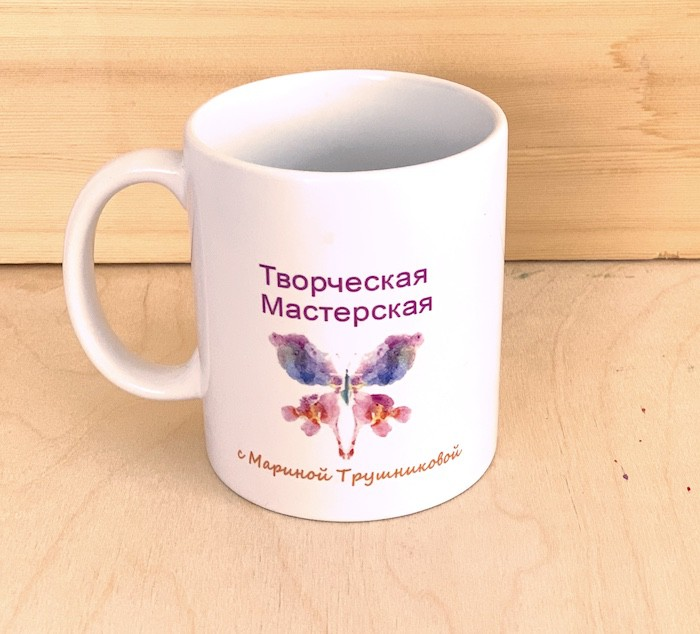 Творческая
Мастерская
с Мариной Трушниковой